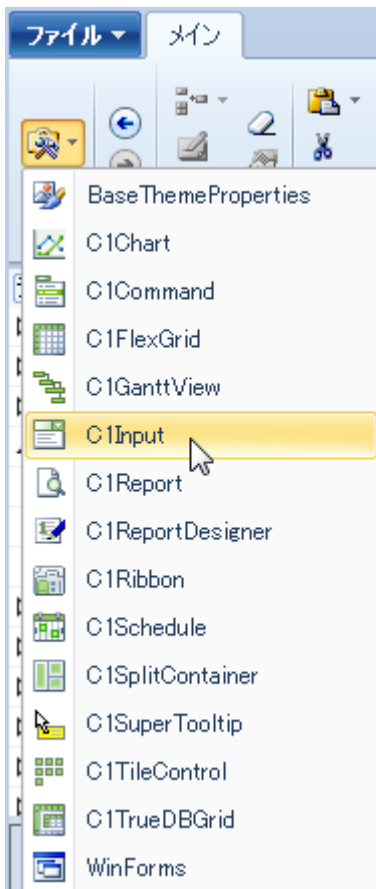 ファイル
メイン
BaseThemeProperties
C1Chart
C1Command
C1FlexGrid
C1GanttView
C1Input
C1Report
C1ReportDesigner
C1Ribbon
C1Schedule
C1SplitContainer
C1SuperTooltip
C1TileControl
C1TrueDBGrid
WinForms